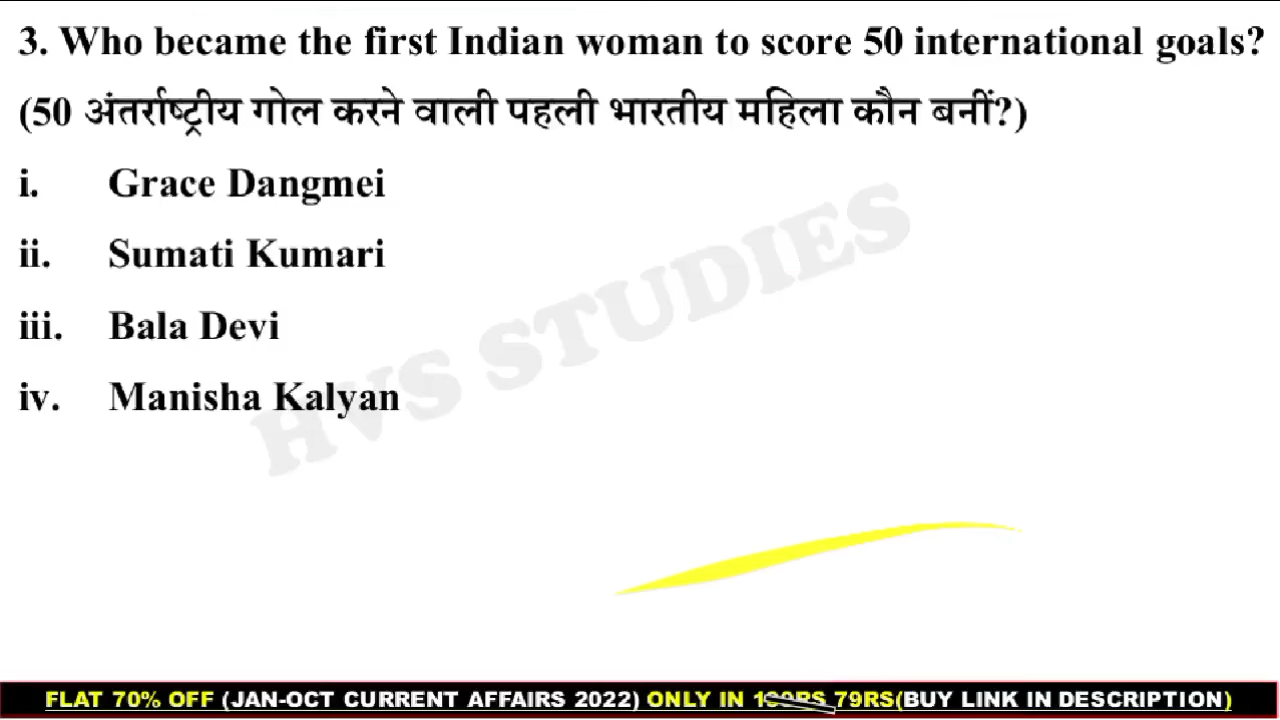 3. Who became the first Indian woman to score 50 international goals?
(50 अंतर्राष्ट्रीय गोल करने वाली पहली भारतीय महिला कौन बनीं?)
i. Grace Dangmei
ii. Sumati Kumari
iii. Bala Devi
iv. Manisha Kalyan
HVS STUDIES
FLAT 70% OFF (JAN-OCT CURRENT AFFAIRS 2022) ONLY IN 79RS(BUY LINK IN DESCRIPTION)